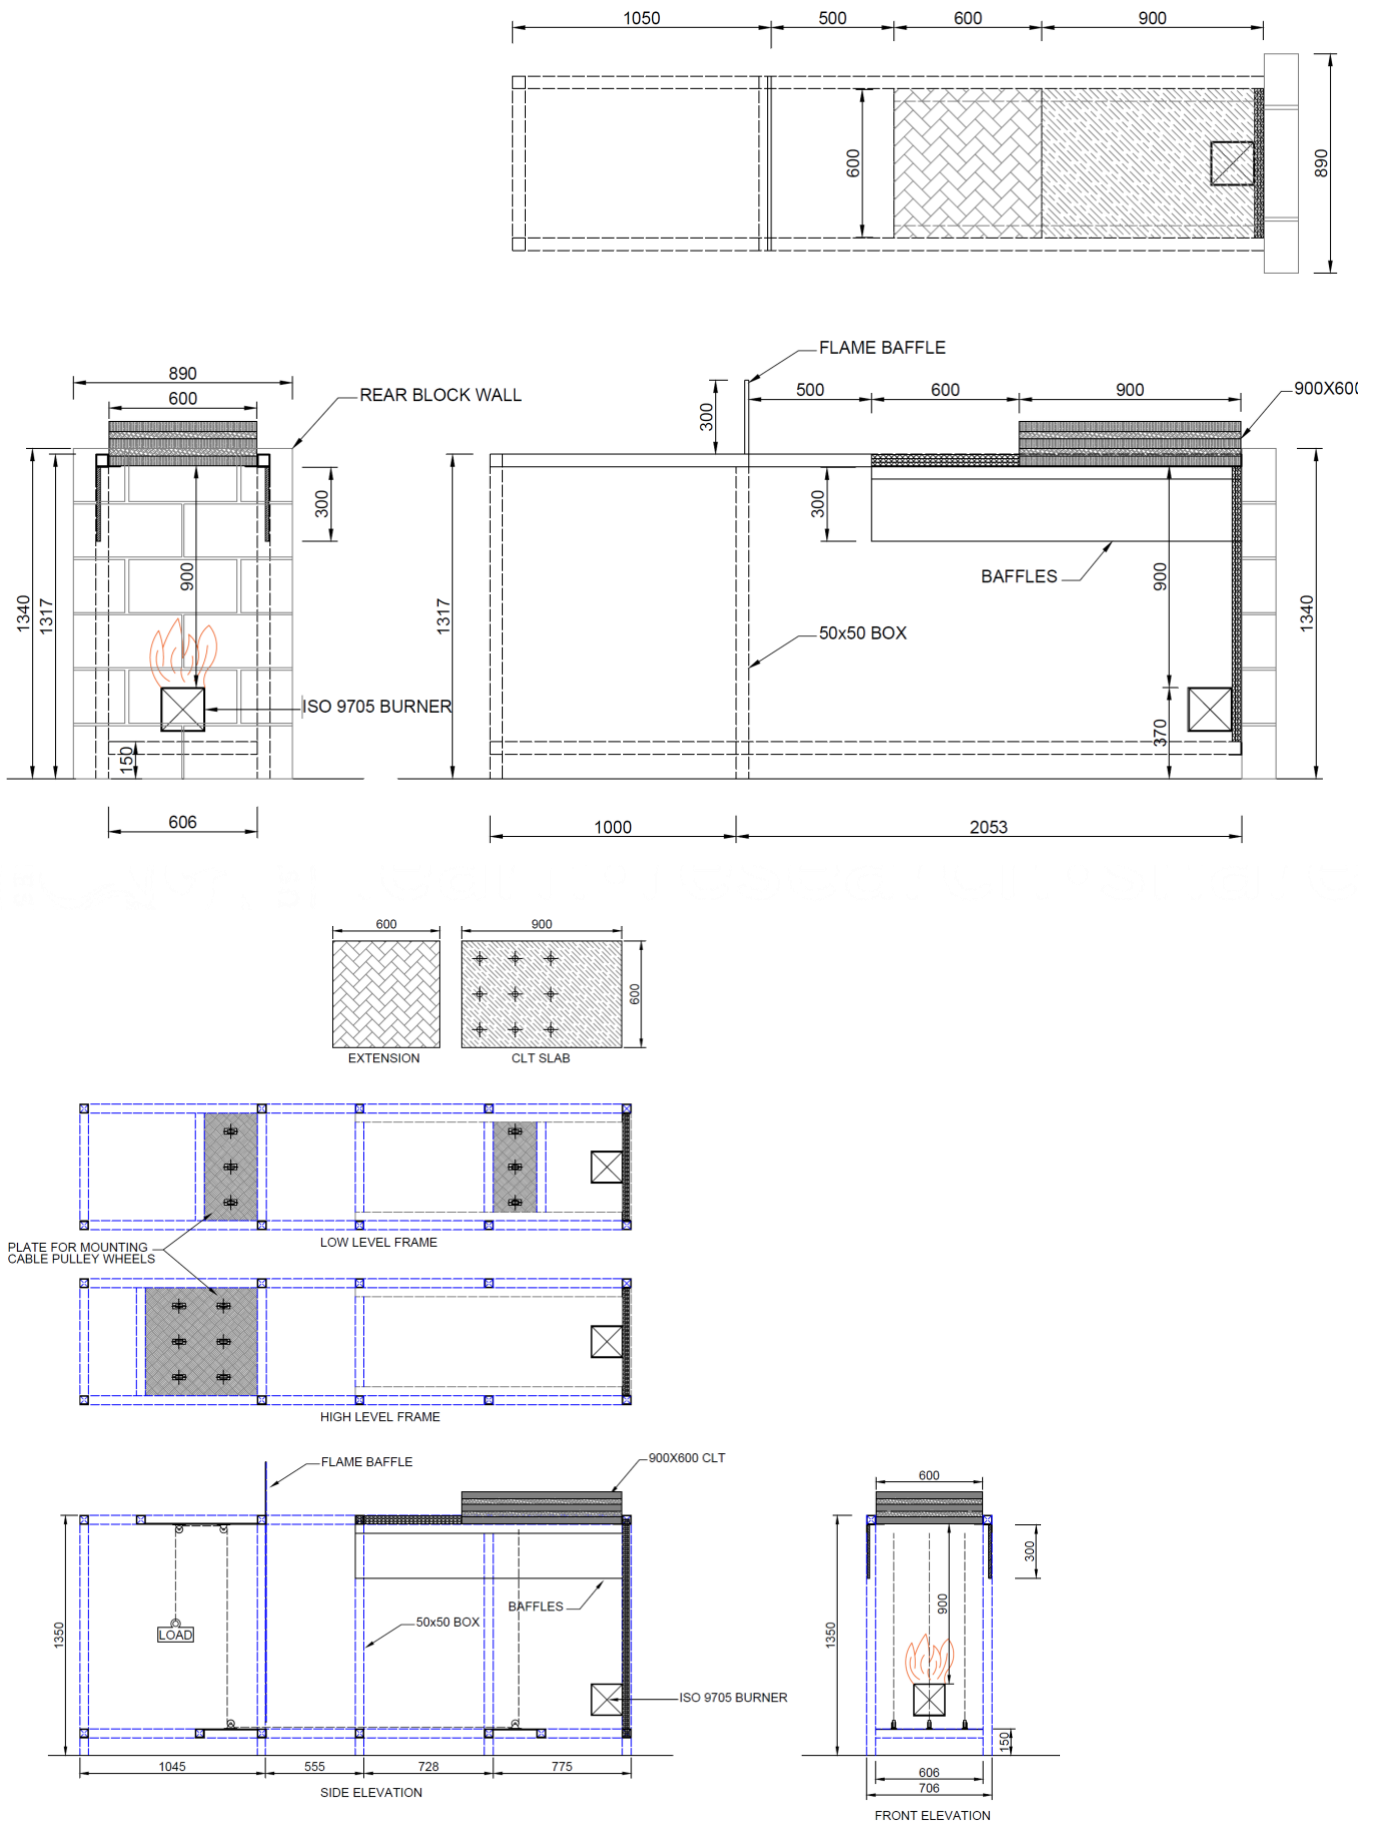 1050
500
600
900
600
890
FLAME BAFFLE
890
600
REAR BLOCK WALL
300
500
600
900
900X600
300
900
1340
1317
ISO 9705 BURNER
150
606
1317
300
BAFFLES
900
50x50 BOX
370
1340
1000
2053
600
900
600
EXTENSION
CLT SLAB
LOW LEVEL FRAME
PLATE FOR MOUNTING
CABLE PULLEY WHEELS
HIGH LEVEL FRAME
FLAME BAFFLE
900X600 CLT
600
1350
LOAD
BAFFLES
50x50 BOX
ISO 9705 BURNER
1350
300
900
150
1045
555
728
775
606
706
SIDE ELEVATION
FRONT ELEVATION